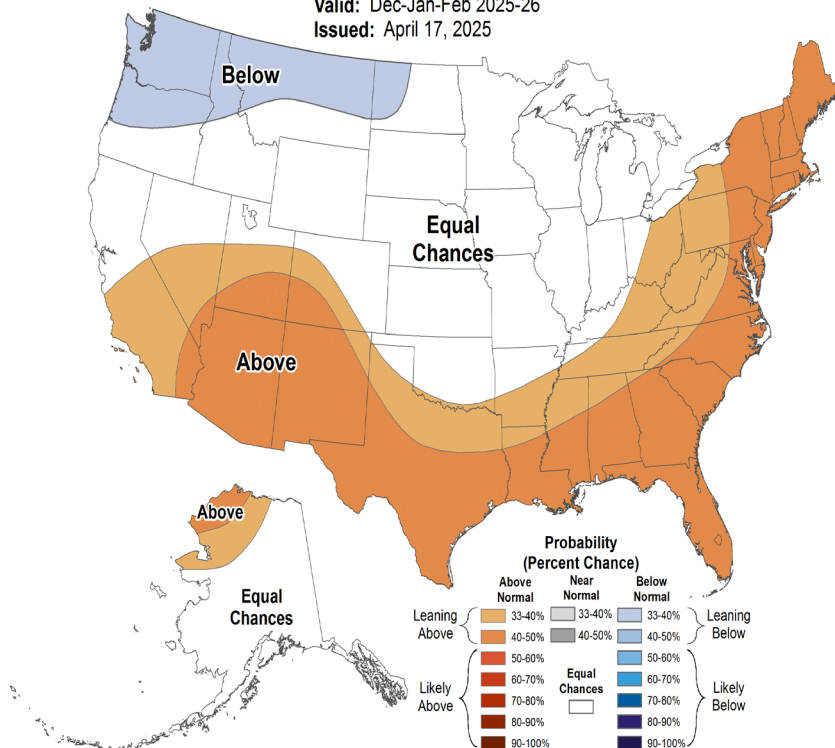 Valid: Dec-Jan-Feb 2025-26
Issued: April 17, 2025
Below
Equal
Chances
Above
Above
Equal
Chances
Probability
(Percent Chance)
Above
Normal
Near
Normal
Below
Normal
Leaning
Above
33-40%
40-50%
33-40%
40-50%
33-40%
40-50%
Leaning
Below
Likely
Above
50-60%
60-70%
70-80%
80-90%
90-100%
Equal
Chances
50-60%
60-70%
70-80%
80-90%
90-100%
Likely
Below